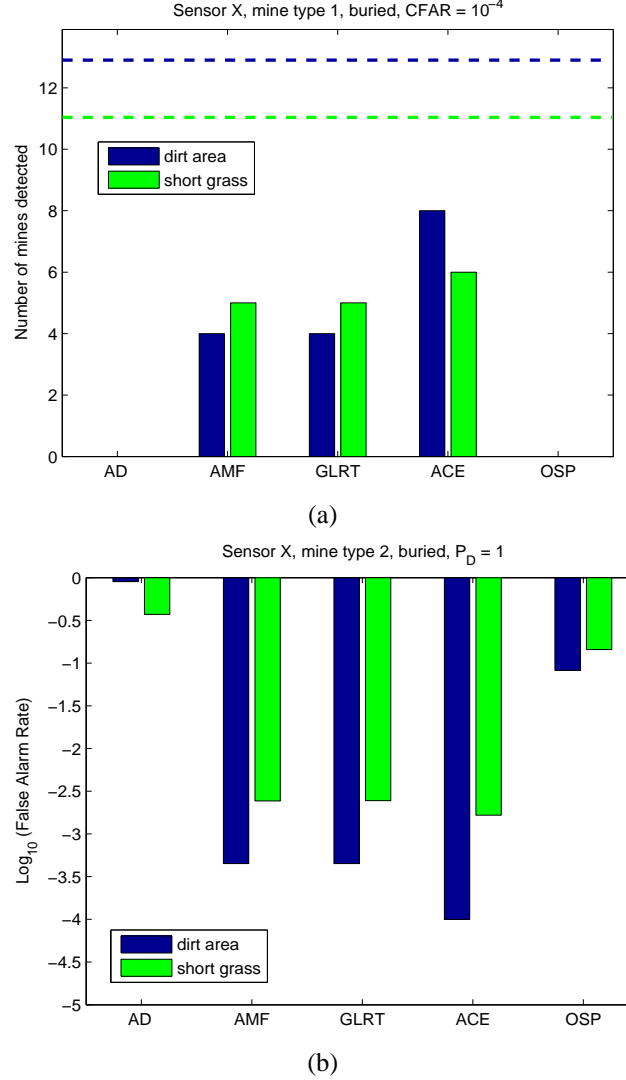 Sensor X, mine type 1, buried, CFAR = 10⁻⁴
12
10
8
6
4
2
0
Number of mines detected
dirt area
short grass
AD AMF GLRT ACE OSP
(a)
Sensor X, mine type 2, buried, P_D = 1
0
−0.5
−1
−1.5
−2
−2.5
−3
−3.5
−4
−4.5
−5
Log₁₀ (False Alarm Rate)
dirt area
short grass
AD AMF GLRT ACE OSP
(b)